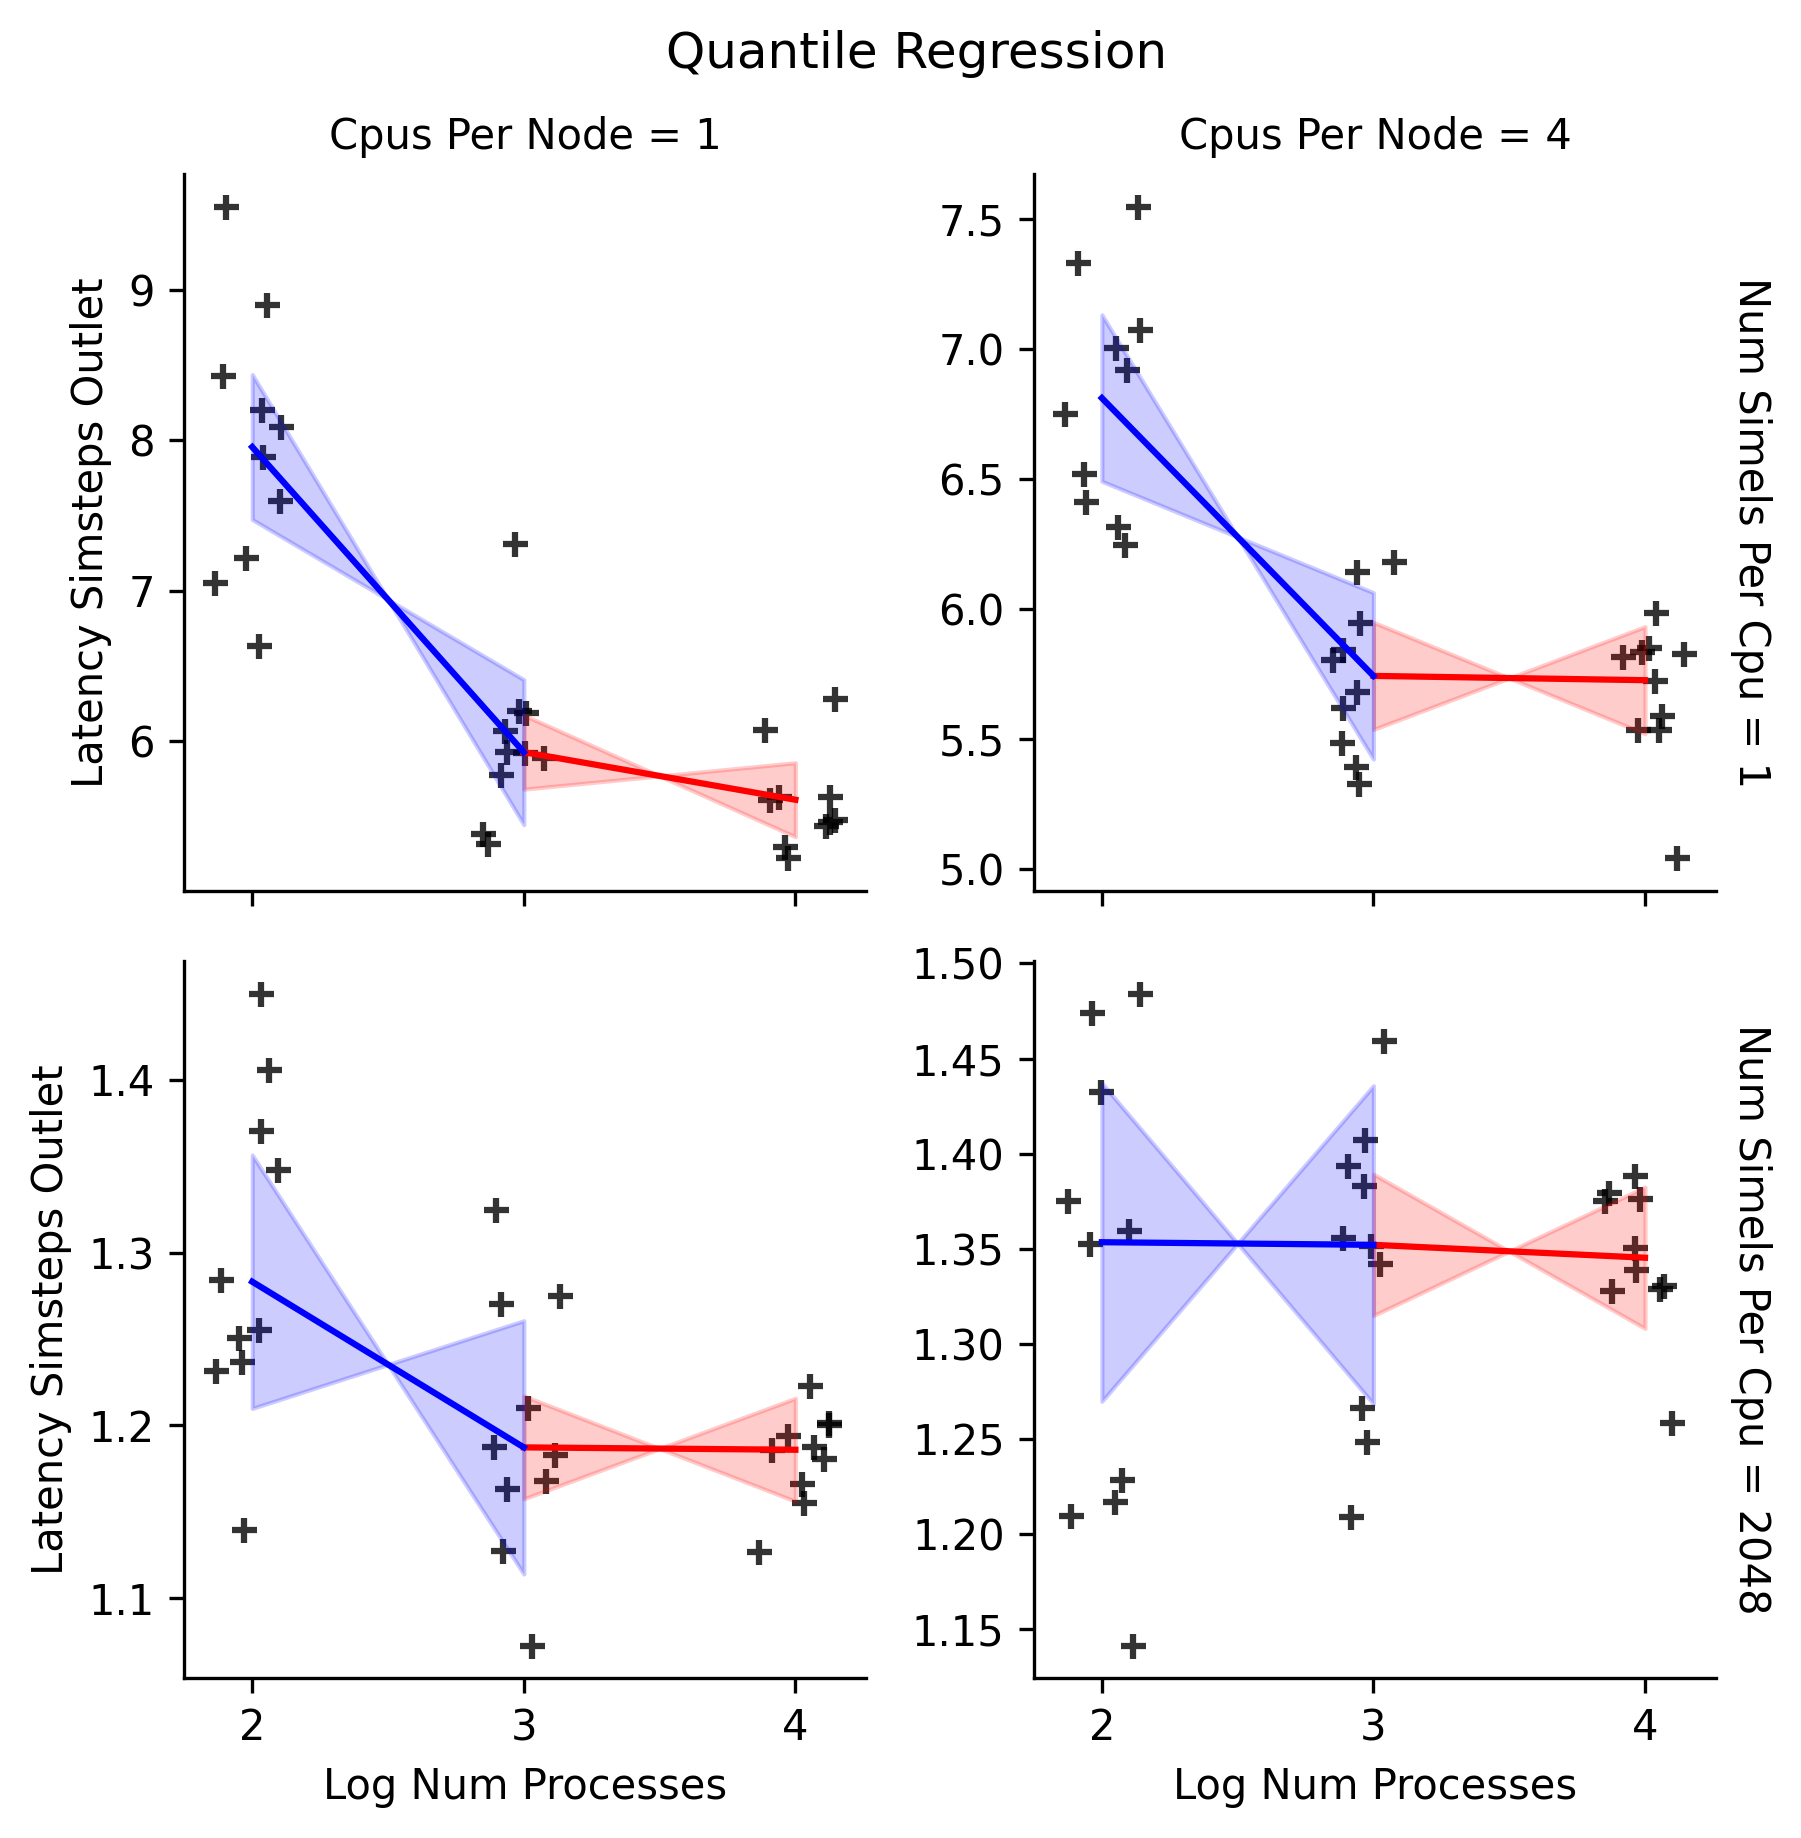 Quantile Regression
Cpus Per Node = 1
Cpus Per Node = 4
Latency Simsteps Outlet
9
8
7
6
7.5
7.0
6.5
6.0
5.5
5.0
Num Simels Per Cpu = 1
Latency Simsteps Outlet
1.4
1.3
1.2
1.1
2 3 4
Log Num Processes
1.50
1.45
1.40
1.35
1.30
1.25
1.20
1.15
2 3 4
Log Num Processes
Num Simels Per Cpu = 2048